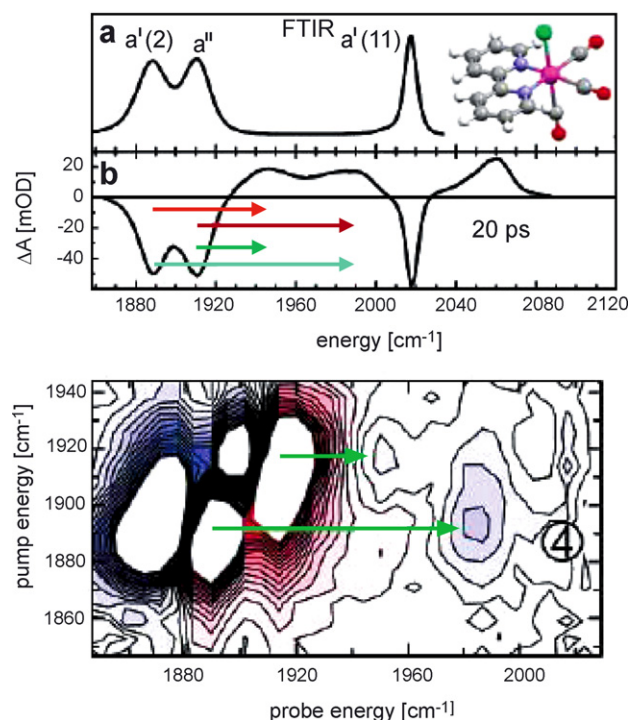 a
FTIR
a'(2)
a"
a'(11)
b
20
0
-20
-40
ΔA [mOD]
20 ps
1880 1920 1960 2000 2040 2080 2120
energy [cm-1]
1940
1920
1900
1880
1860
pump energy [cm-1]
4
1880 1920 1960 2000
probe energy [cm-1]